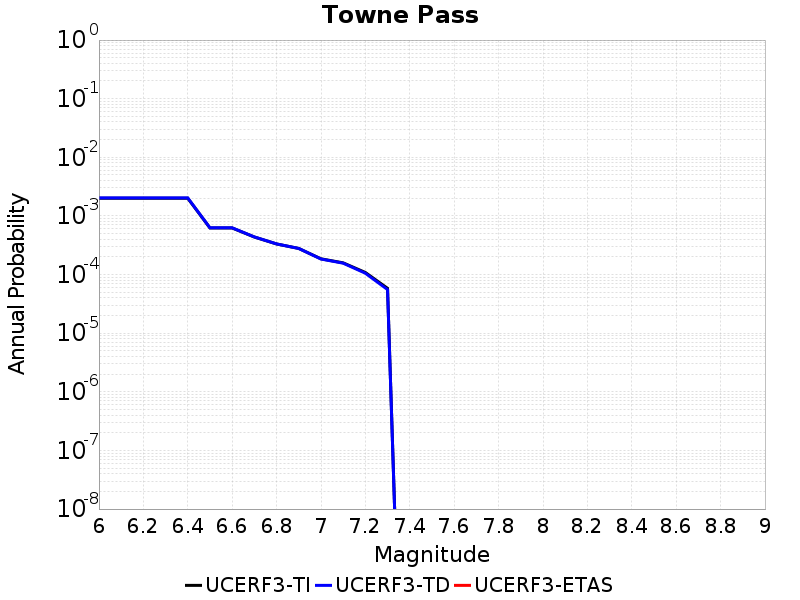 Towne Pass
10^0
10^-1
10^-2
10^-3
10^-4
10^-5
10^-6
10^-7
10^-8
Annual Probability
6 6.2 6.4 6.6 6.8 7 7.2 7.4 7.6 7.8 8 8.2 8.4 8.6 8.8 9
Magnitude
UCERF3-TI UCERF3-TD UCERF3-ETAS